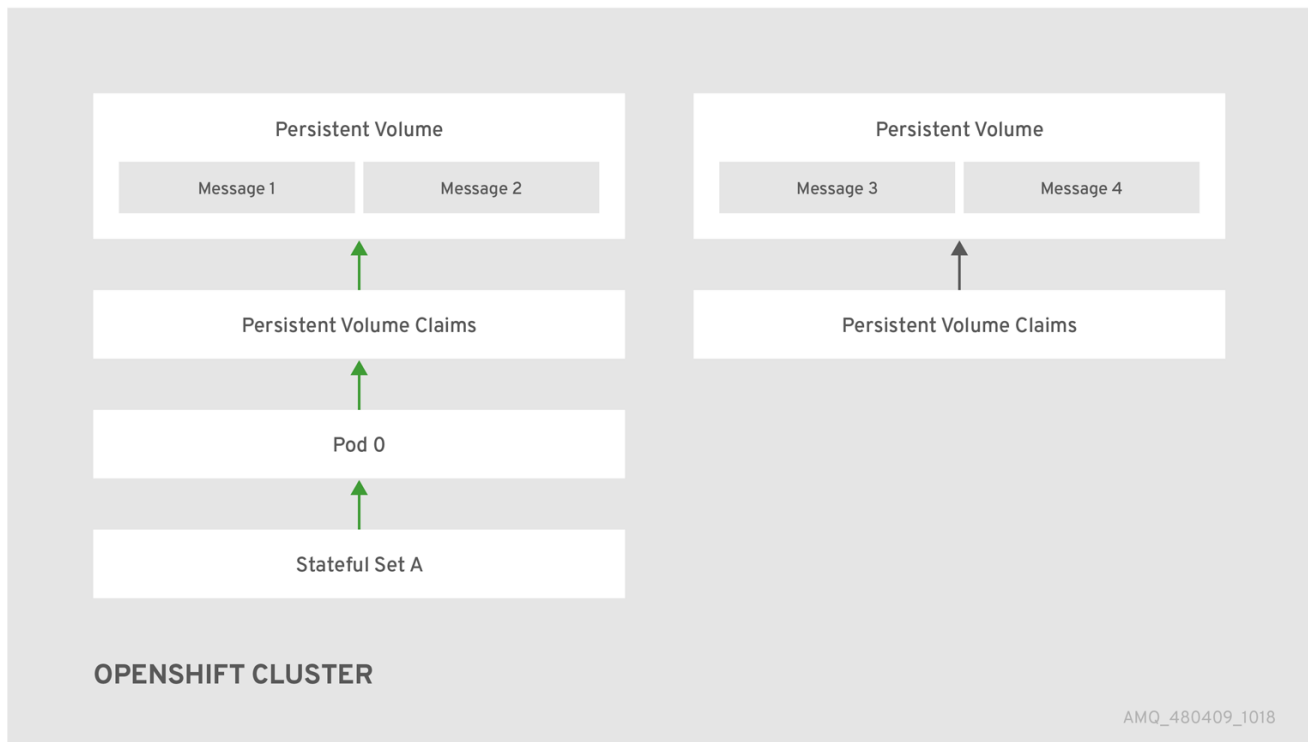 Persistent Volume
Message 1
Message 2
Persistent Volume Claims
Pod 0
Stateful Set A
Persistent Volume
Message 3
Message 4
Persistent Volume Claims
OPENSHIFT CLUSTER
AMQ_480409_1018